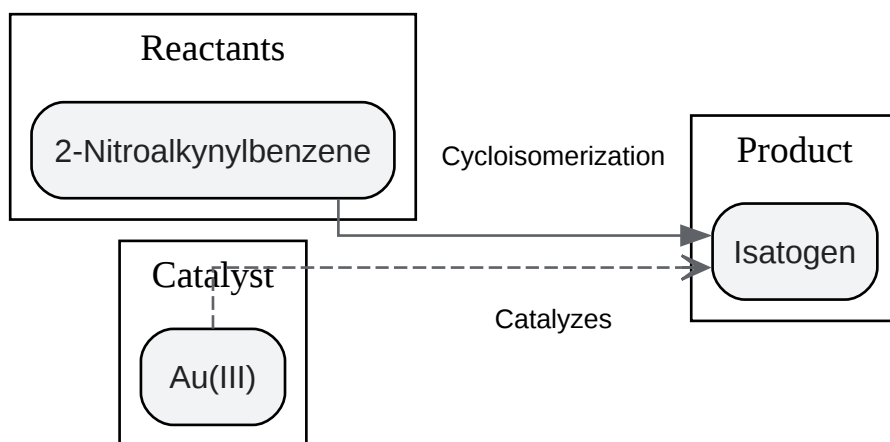 Reactants
2-Nitroalkynylbenzene
Cycloisomerization
Product
Isatogen
Catalyst
Catalyzes
Au(III)